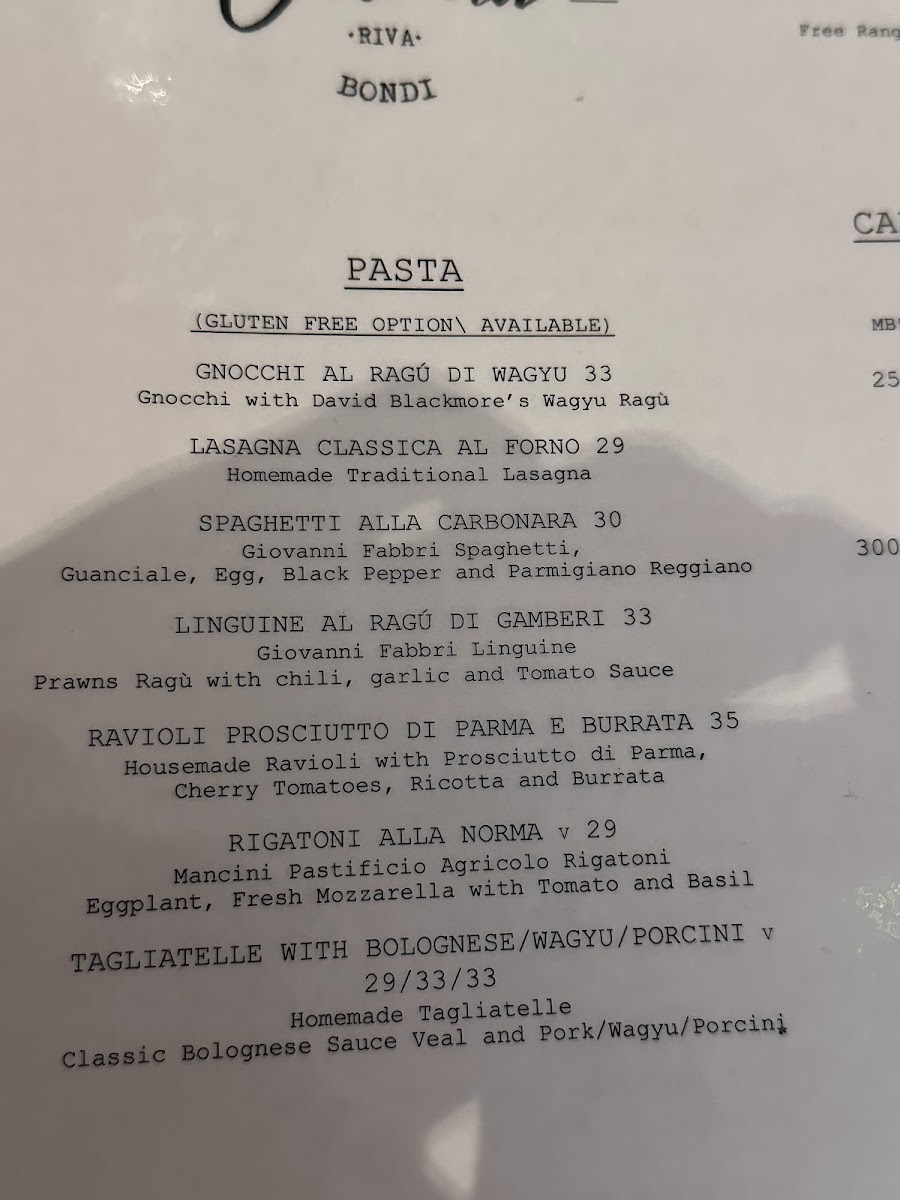 ·RIVA·
BONDI
Free Rang
CA
MB
25
300
PASTA
(GLUTEN FREE OPTION\ AVAILABLE)
GNOCCHI AL RAGÚ DI WAGYU 33
Gnocchi with David Blackmore's Wagyu Ragù
LASAGNA CLASSICA AL FORNO 29
Homemade Traditional Lasagna
SPAGHETTI ALLA CARBONARA 30
Giovanni Fabbri Spaghetti,
Guanciale, Egg, Black Pepper and Parmigiano Reggiano
LINGUINE AL RAGÚ DI GAMBERI 33
Giovanni Fabbri Linguine
Prawns Ragù with chili, garlic and Tomato Sauce
RAVIOLI PROSCIUTTO DI PARMA E BURRATA 35
Housemade Ravioli with Prosciutto di Parma,
Cherry Tomatoes, Ricotta and Burrata
RIGATONI ALLA NORMA v 29
Mancini Pastificio Agricolo Rigatoni
Eggplant, Fresh Mozzarella with Tomato and Basil
TAGLIATELLE WITH BOLOGNESE/WAGYU/PORCINI v
29/33/33
Homemade Tagliatelle
Classic Bolognese Sauce Veal and Pork/Wagyu/Porcini